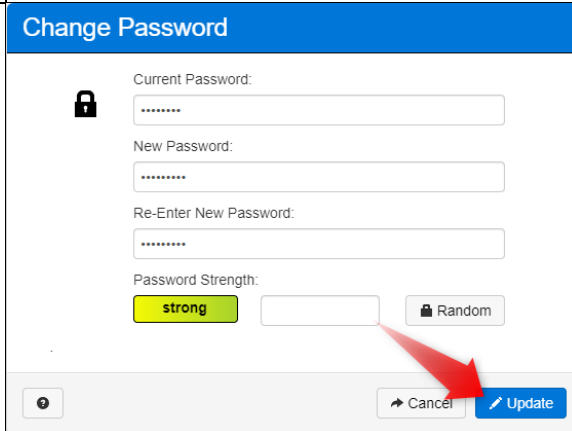 Change Password
Current Password:
••••••••
New Password:
•••••••••
Re-Enter New Password:
•••••••••
Password Strength:
strong Random
Cancel Update